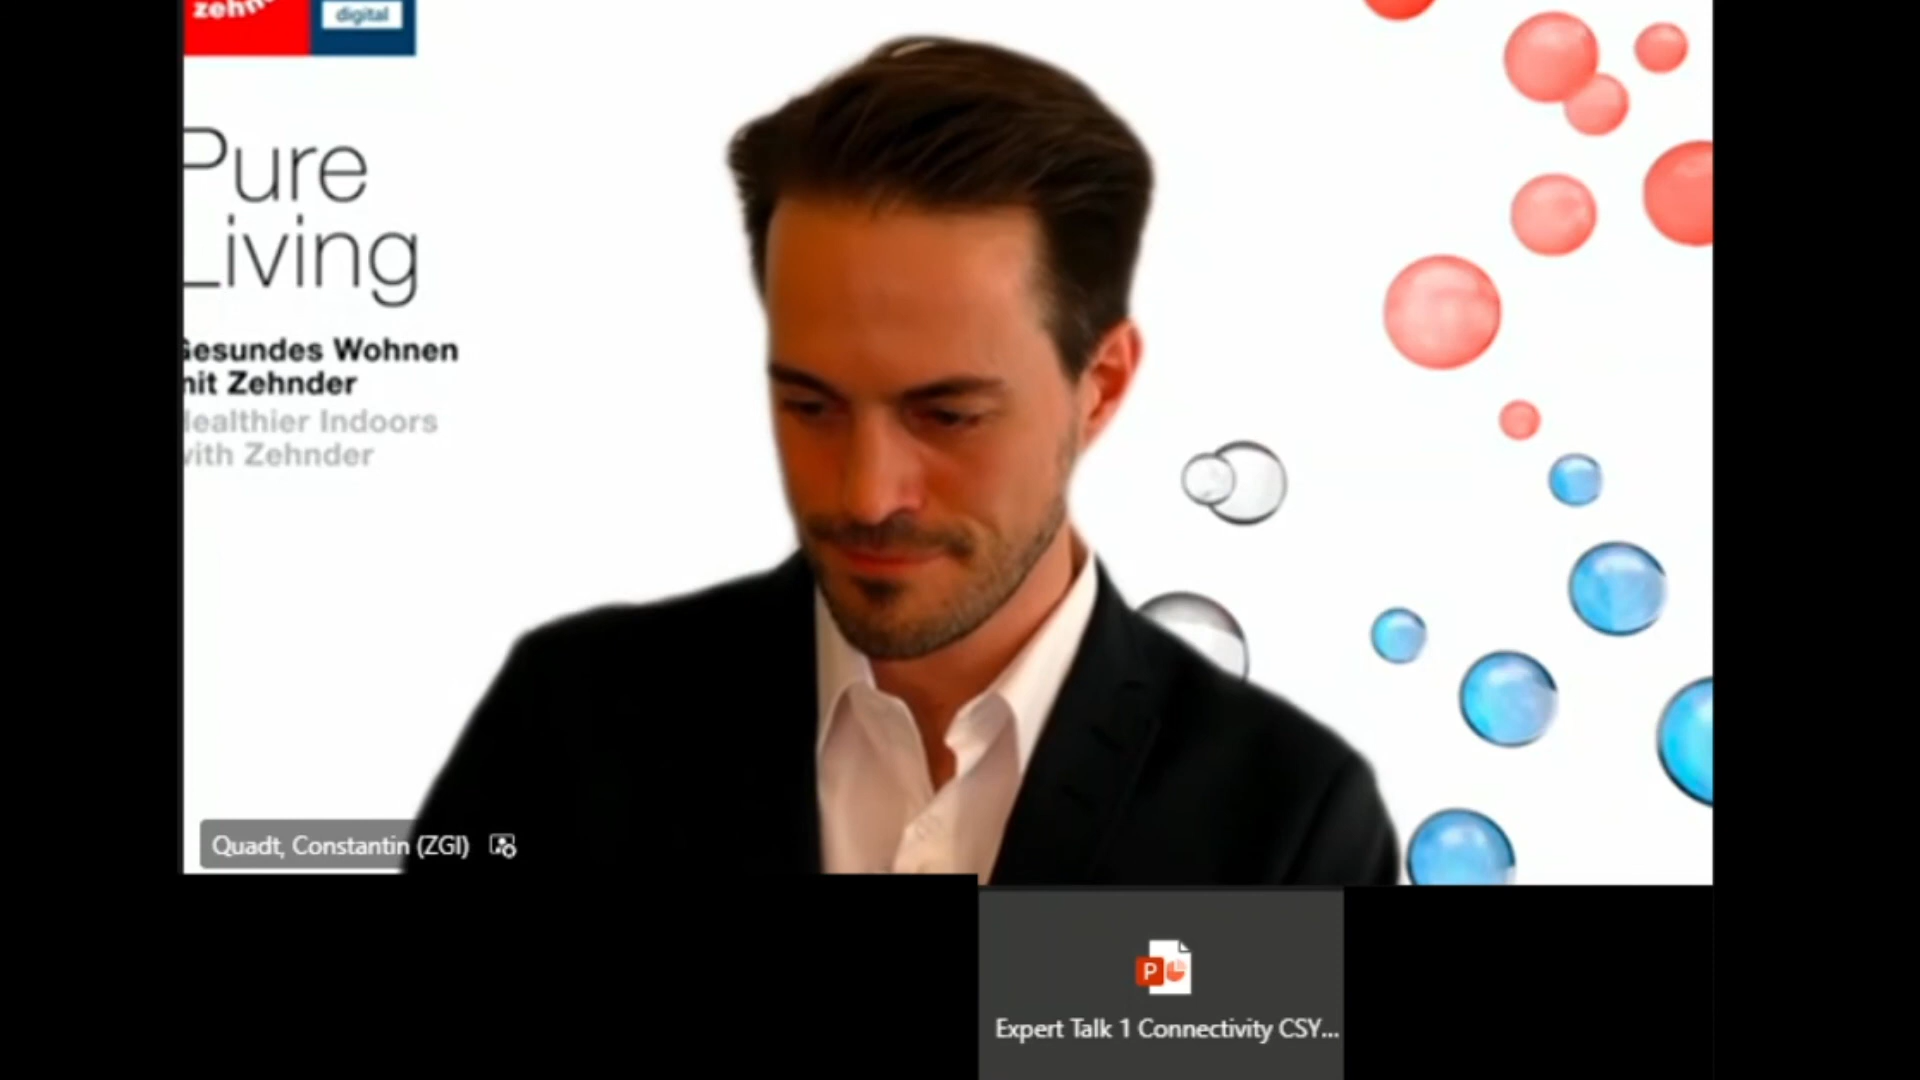 zehn
digital
Pure
Living
Gesundes Wohnen
mit Zehnder
Healthier Indoors
with Zehnder
Quadt, Constantin (ZGI)
P
Expert Talk 1 Connectivity CSY...